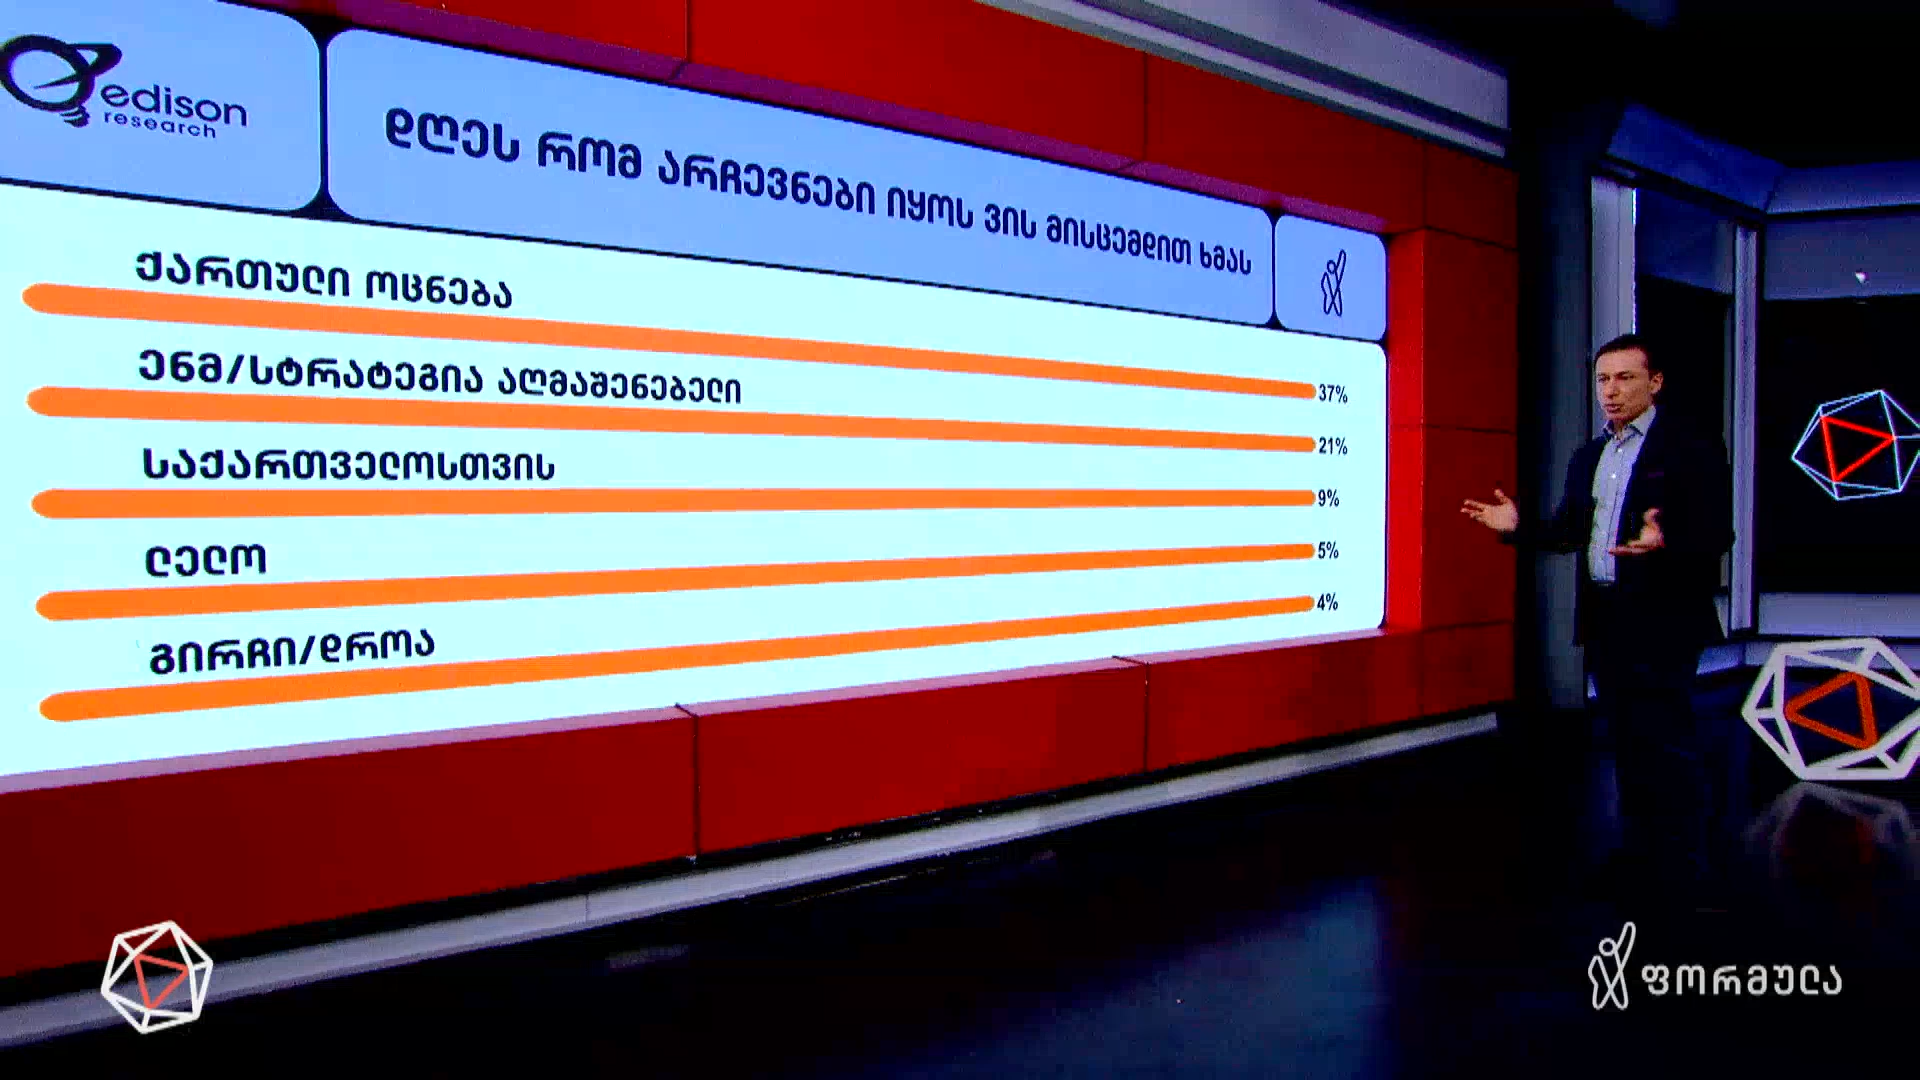 edison
research
დღეს რომ არჩევნები იყოს ვის მისცემდით ხმას
ქართული ოცნება
37%
ენმ/სტრატეგია აღმაშენებელი
21%
საქართველოსთვის
9%
ლელო
5%
გირჩი/დროა
4%
ფორმულა